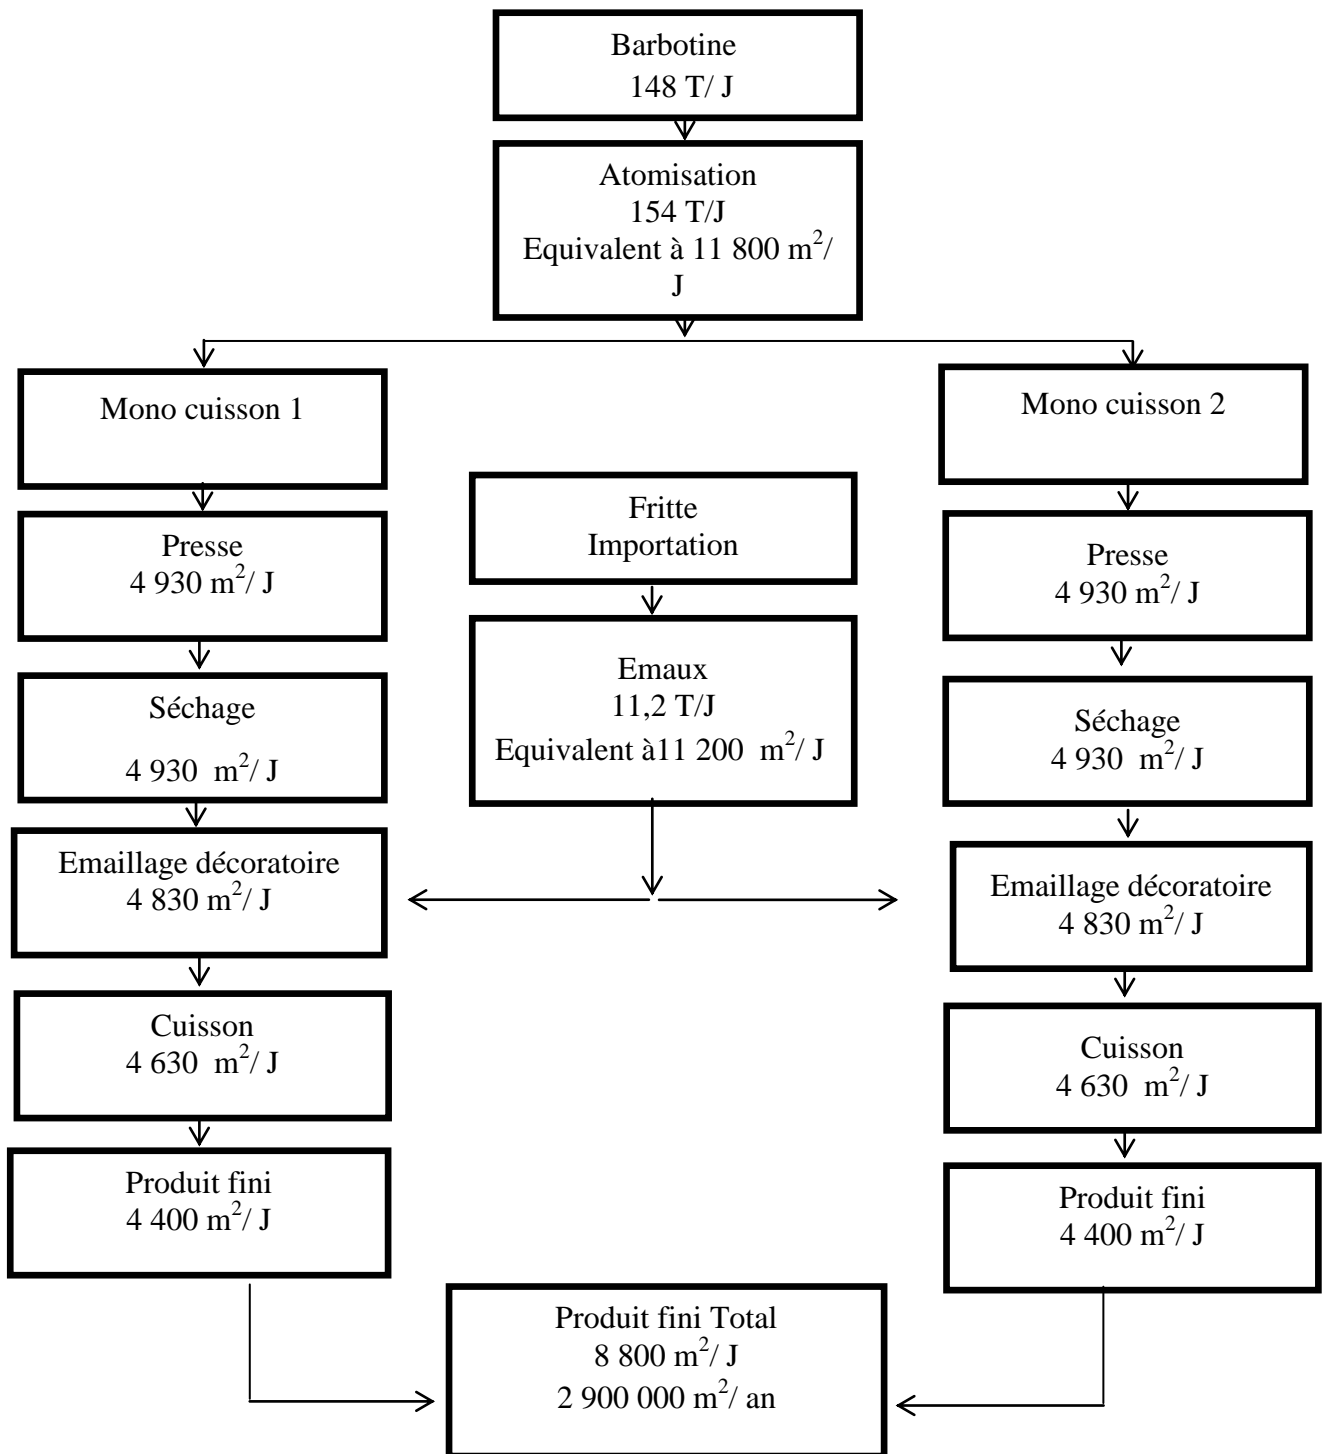 Barbotine
148 T/ J
Atomisation
154 T/J
Equivalent à 11 800 m²/
J
Mono cuisson 1
Presse
4 930 m²/ J
Séchage
4 930 m²/ J
Emaillage décoratoire
4 830 m²/ J
Cuisson
4 630 m²/ J
Produit fini
4 400 m²/ J
Fritte
Importation
Emaux
11,2 T/J
Equivalent à11 200 m²/ J
Mono cuisson 2
Presse
4 930 m²/ J
Séchage
4 930 m²/ J
Emaillage décoratoire
4 830 m²/ J
Cuisson
4 630 m²/ J
Produit fini
4 400 m²/ J
Produit fini Total
8 800 m²/ J
2 900 000 m²/ an